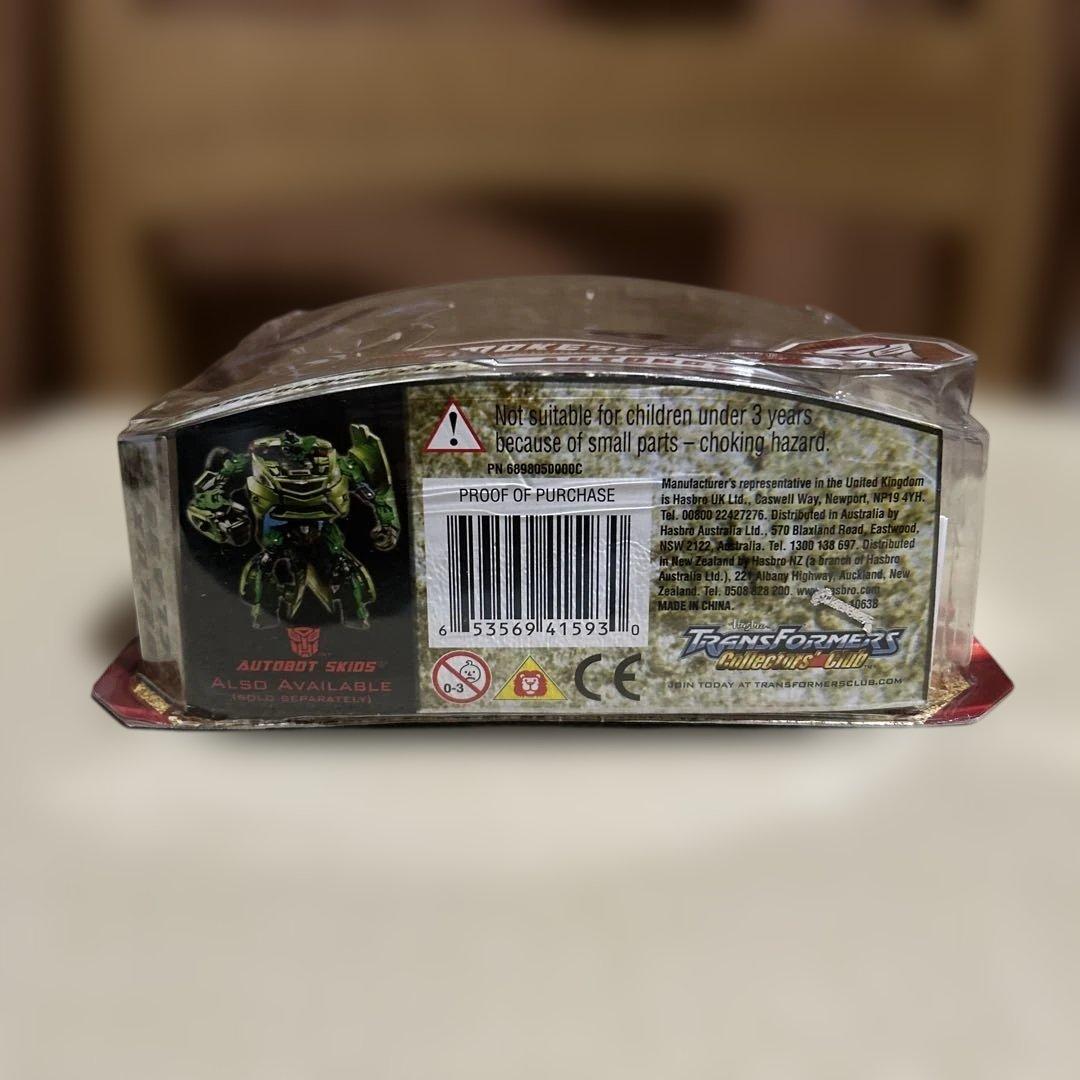 Not suitable for children under 3 years
because of small parts – choking hazard.
PN 6898050000C
PROOF OF PURCHASE
6 53569 41593 0
0-3
CE
Manufacturer's representative in the United Kingdom
is Hasbro UK Ltd., Caswell Way, Newport, NP19 4YH.
Tel. 00800 22427276. Distributed in Australia by
Hasbro Australia Ltd., 570 Blaxland Road, Eastwood,
NSW 2122, Australia. Tel. 1300 138 697. Distributed
in New Zealand by Hasbro NZ (a branch of Hasbro
Australia Ltd.), 221 Albany Highway, Auckland, New
Zealand. Tel. 0508 828 200.
MADE IN CHINA.
TRANSFORMERS
Collectors' Club™
JOIN TODAY AT TRANSFORMERSCLUB.COM
AUTOBOT SKIDS™
ALSO AVAILABLE
(SOLD SEPARATELY)